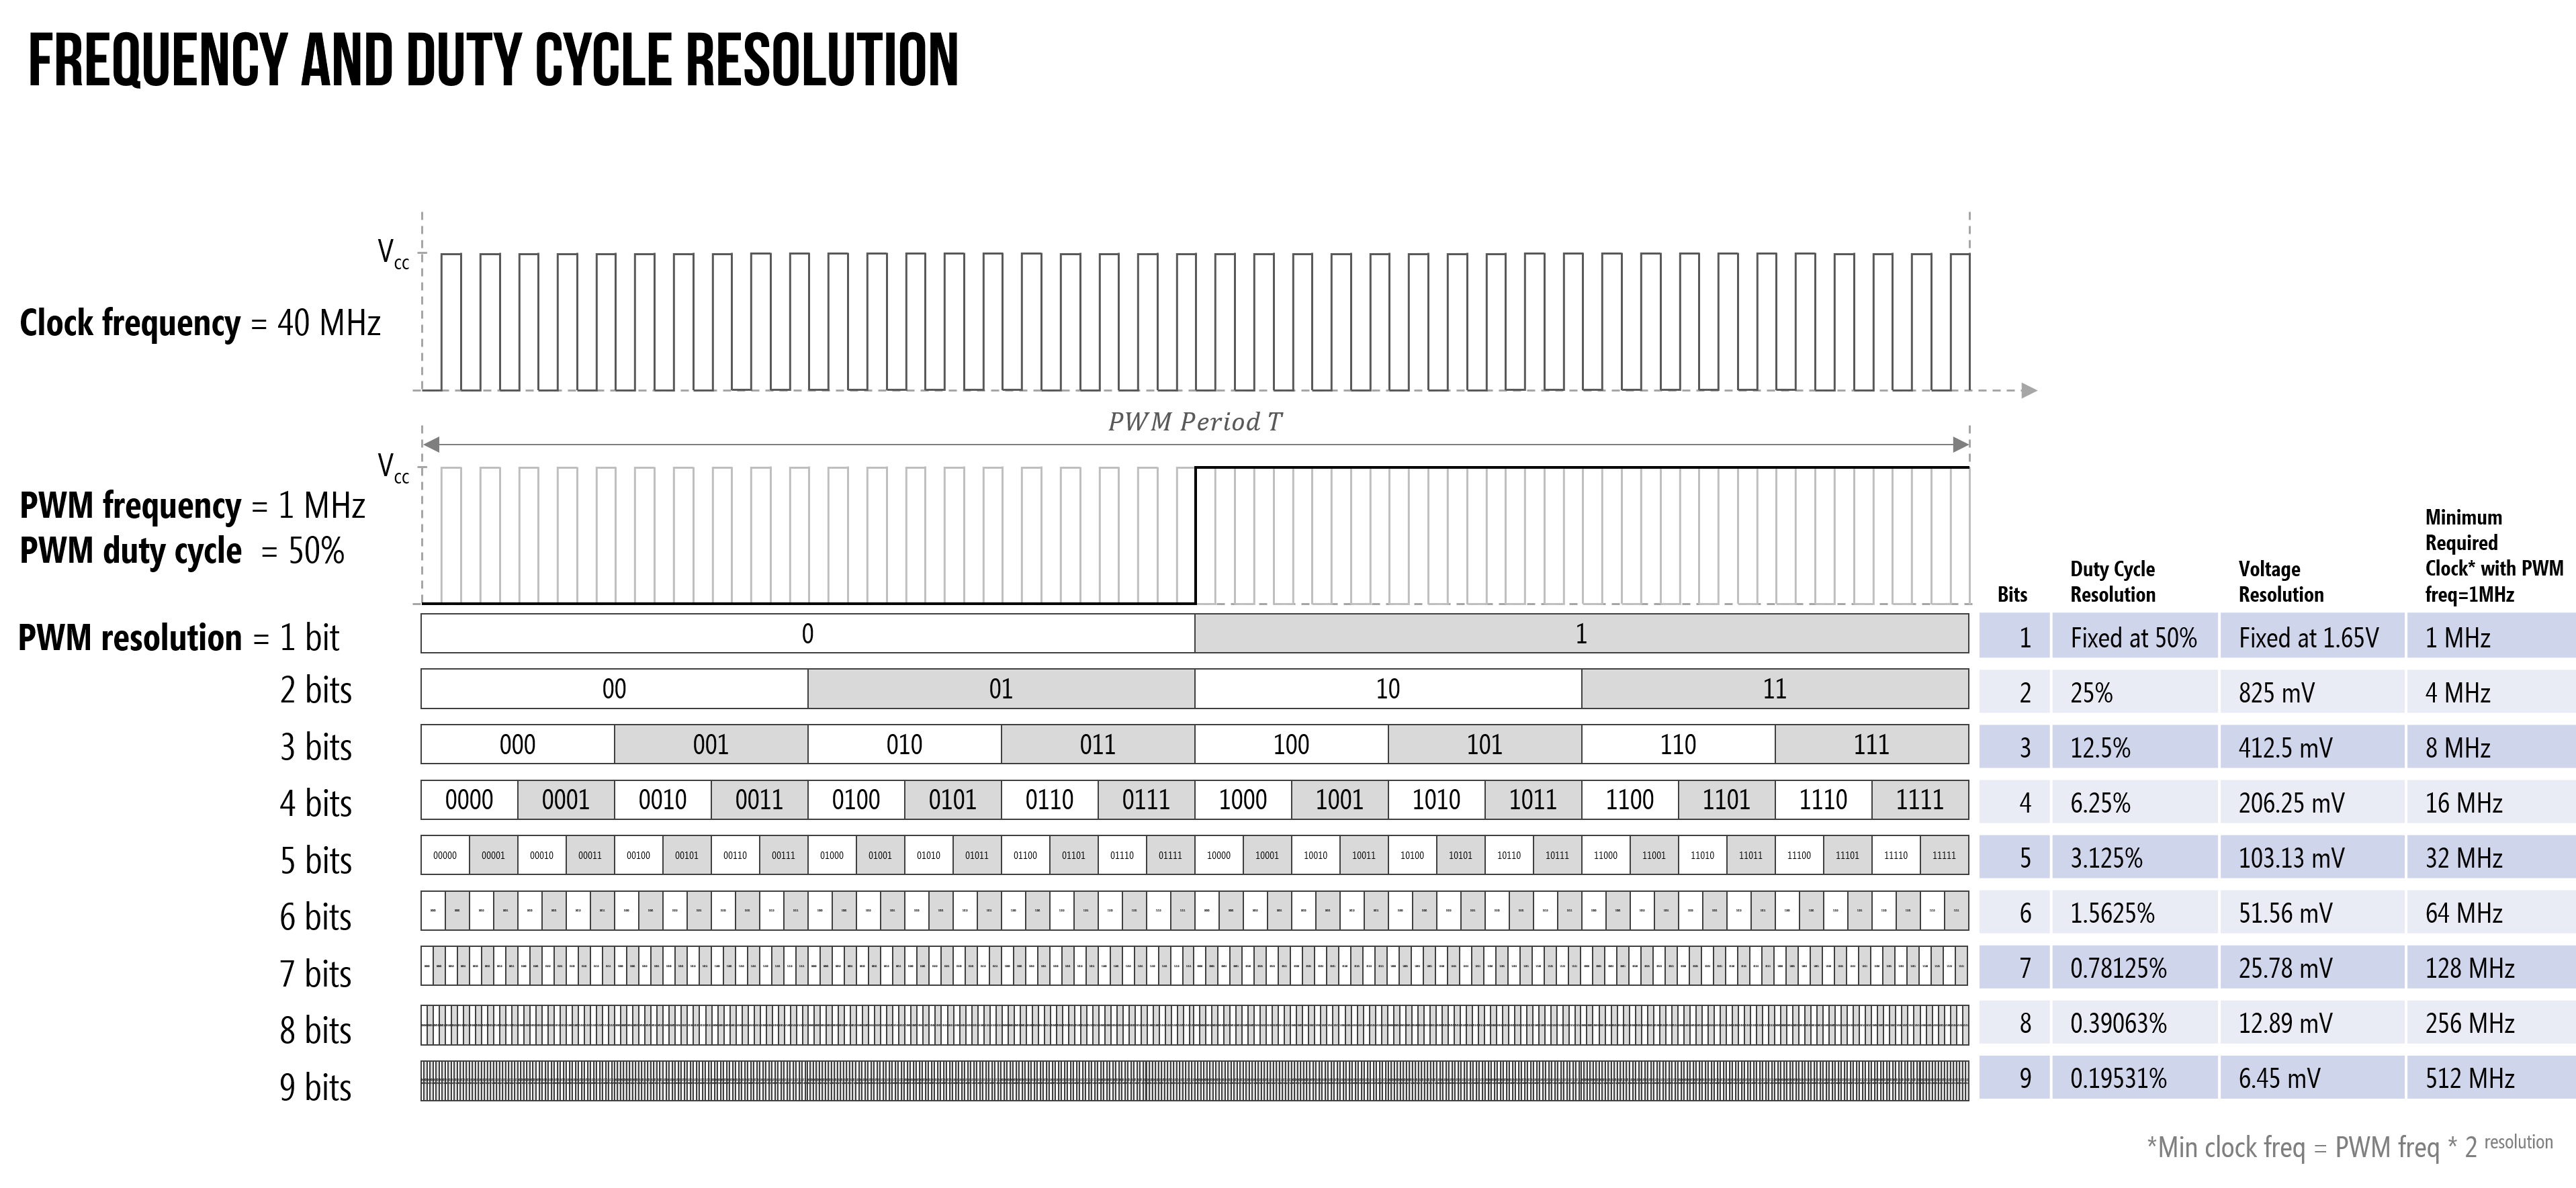 FREQUENCY AND DUTY CYCLE RESOLUTION
Vcc
Clock frequency = 40 MHz
PWM Period T
Vcc
PWM frequency = 1 MHz
PWM duty cycle = 50%
Bits
Duty Cycle
Resolution
Voltage
Resolution
Minimum
Required
Clock* with PWM
freq=1MHz
PWM resolution = 1 bit 0 1 1 Fixed at 50% Fixed at 1.65V 1 MHz
2 bits 00 01 10 11 2 25% 825 mV 4 MHz
3 bits 000 001 010 011 100 101 110 111 3 12.5% 412.5 mV 8 MHz
4 bits 0000 0001 0010 0011 0100 0101 0110 0111 1000 1001 1010 1011 1100 1101 1110 1111 4 6.25% 206.25 mV 16 MHz
5 bits 00000 00001 00010 00011 00100 00101 00110 00111 01000 01001 01010 01011 01100 01101 01110 01111 10000 10001 10010 10011 10100 10101 10110 10111 11000 11001 11010 11011 11100 11101 11110 11111 5 3.125% 103.13 mV 32 MHz
6 bits 6 1.5625% 51.56 mV 64 MHz
7 bits 7 0.78125% 25.78 mV 128 MHz
8 bits 8 0.39063% 12.89 mV 256 MHz
9 bits 9 0.19531% 6.45 mV 512 MHz
*Min clock freq = PWM freq * 2 resolution